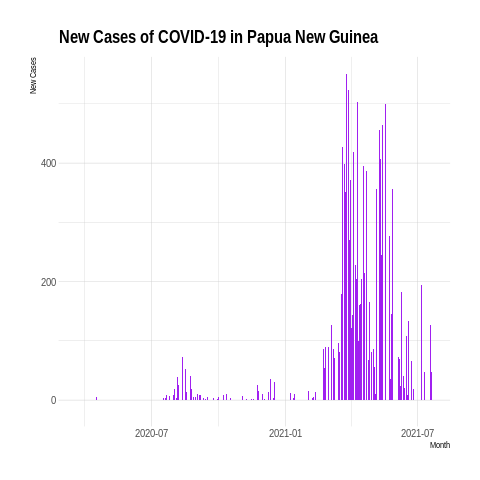 New Cases of COVID-19 in Papua New Guinea
New Cases
400
200
0
2020-07
2021-01
2021-07
Month